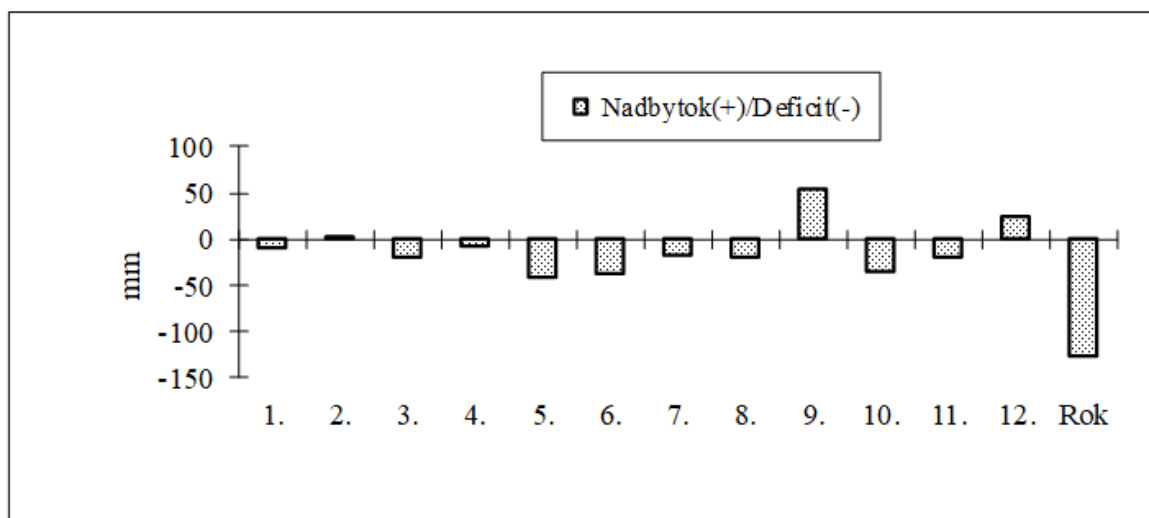 Nadbytok(+)/Deficit(-)
100
50
0
-50
-100
-150
mm
1. 2. 3. 4. 5. 6. 7. 8. 9. 10. 11. 12. Rok